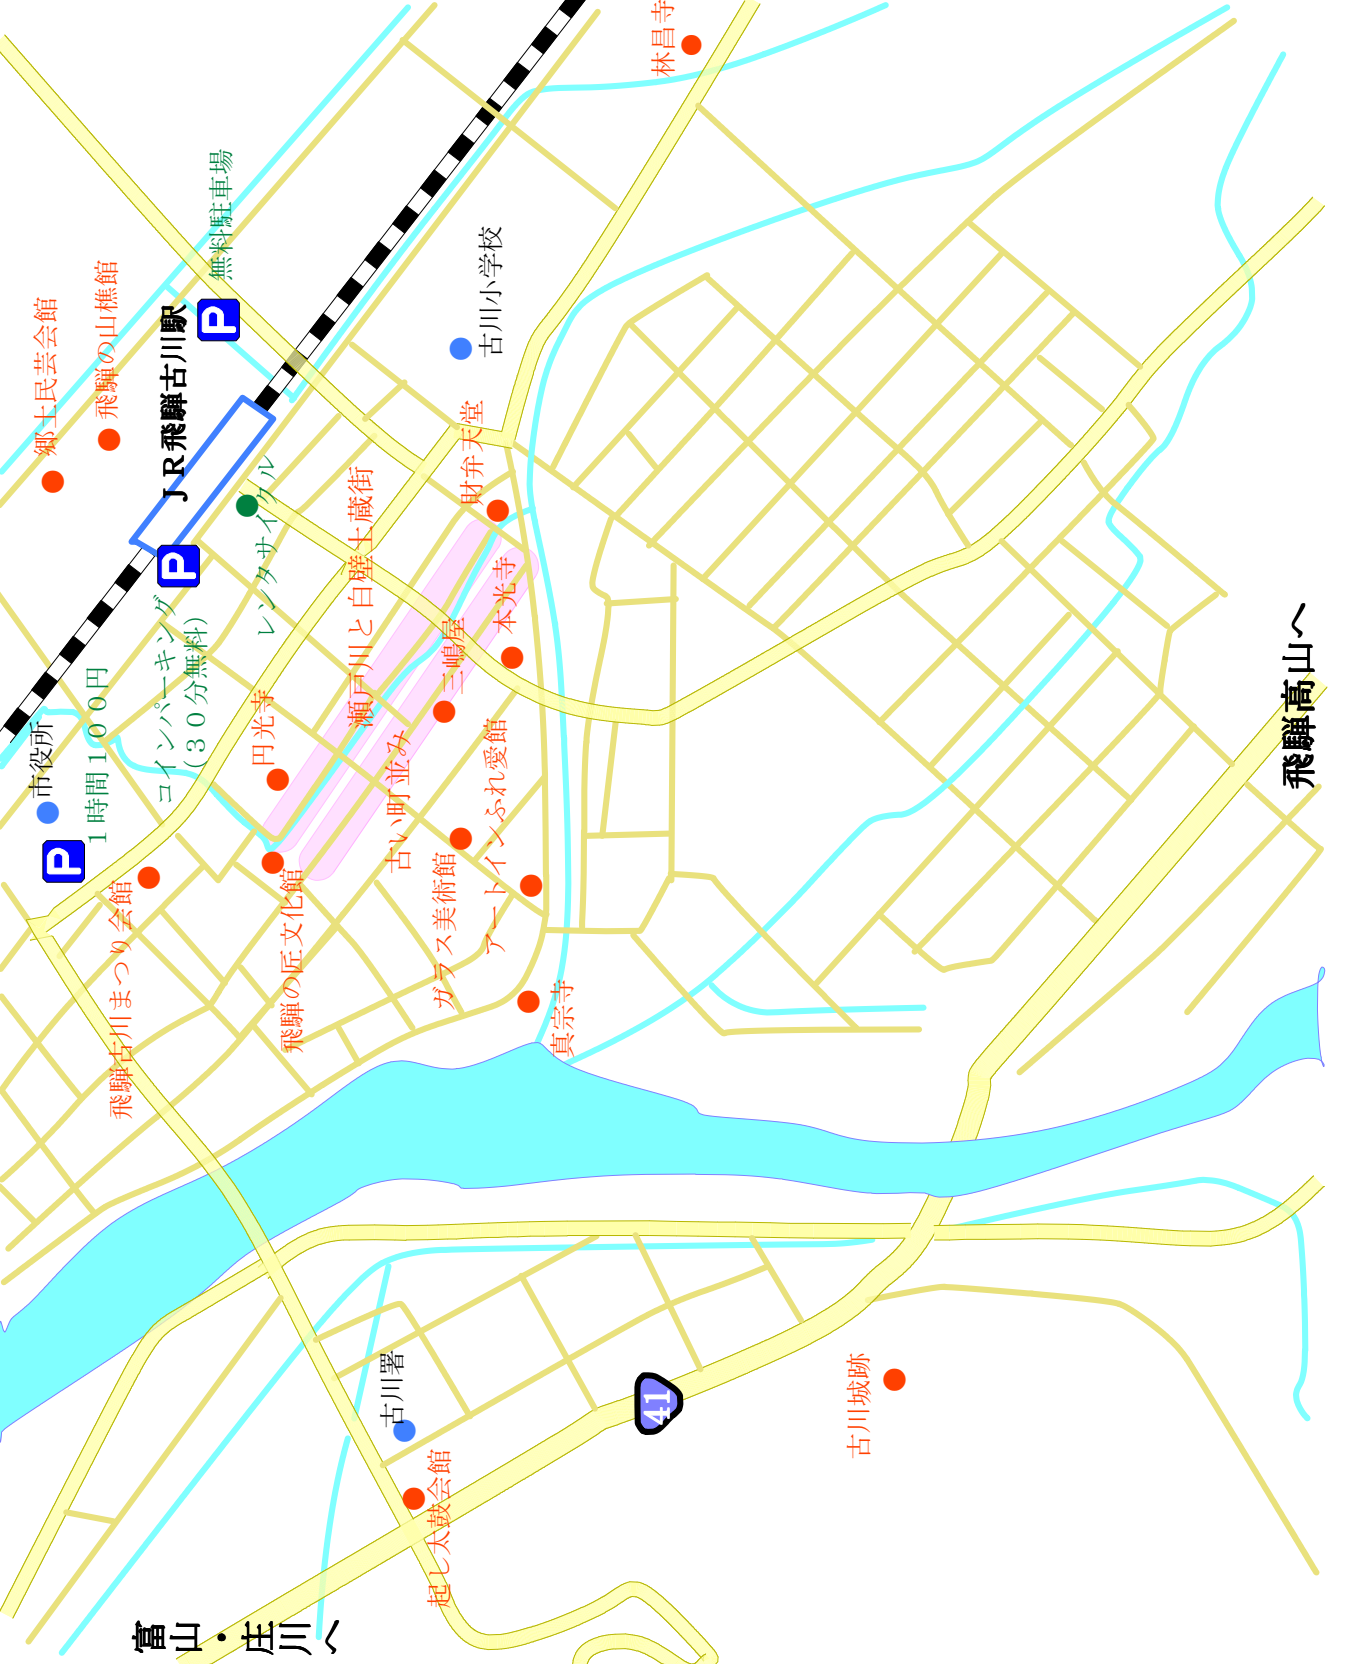 林昌寺
無料駐車場
古川小学校
郷土民芸会館
飛騨の山樵館
ＪＲ飛騨古川駅
P
財弁天堂
レンタサイクル
瀬戸川と白壁土蔵街
P
コインパーキング
（３０分無料）
本光寺
三嶋屋
円光寺
市役所
１時間１００円
P
古い町並み
アートインふれ愛館
ガラス美術館
飛騨古川まつり会館
飛騨の匠文化館
真宗寺
飛騨高山へ
古川署
41
古川城跡
起し太鼓会館
富山・庄川へ